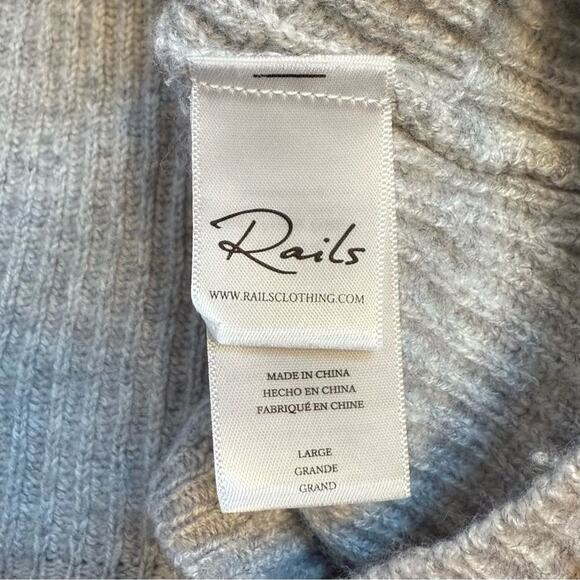 Rails
WWW.RAILSCLOTHING.COM
MADE IN CHINA
HECHO EN CHINA
FABRIQUÉ EN CHINE
LARGE
GRANDE
GRAND